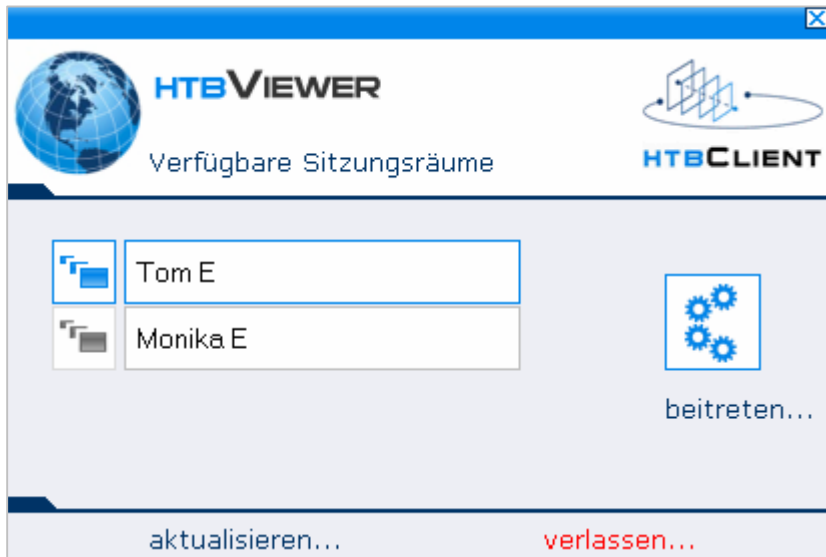 HTBVIEWER
Verfügbare Sitzungsräume
HTBCLIENT
Tom E
Monika E
beitreten...
aktualisieren...
verlassen...